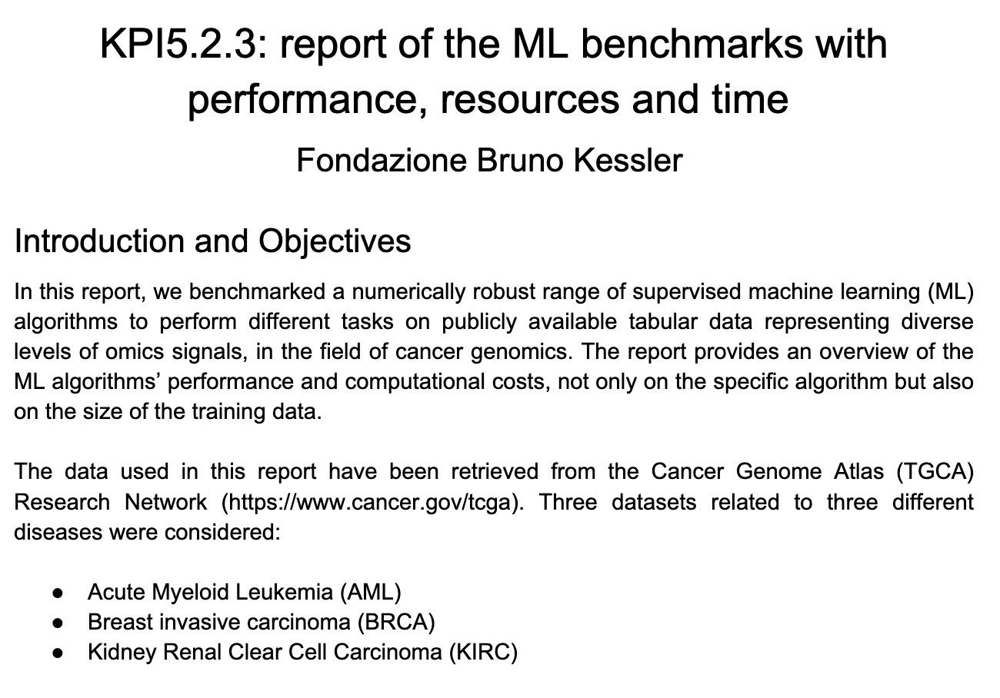 KPI5.2.3: report of the ML benchmarks with
performance, resources and time
Fondazione Bruno Kessler
Introduction and Objectives
In this report, we benchmarked a numerically robust range of supervised machine learning (ML)
algorithms to perform different tasks on publicly available tabular data representing diverse
levels of omics signals, in the field of cancer genomics. The report provides an overview of the
ML algorithms’ performance and computational costs, not only on the specific algorithm but also
on the size of the training data.
The data used in this report have been retrieved from the Cancer Genome Atlas (TGCA)
Research Network (https://www.cancer.gov/tcga). Three datasets related to three different
diseases were considered:
● Acute Myeloid Leukemia (AML)
● Breast invasive carcinoma (BRCA)
● Kidney Renal Clear Cell Carcinoma (KIRC)